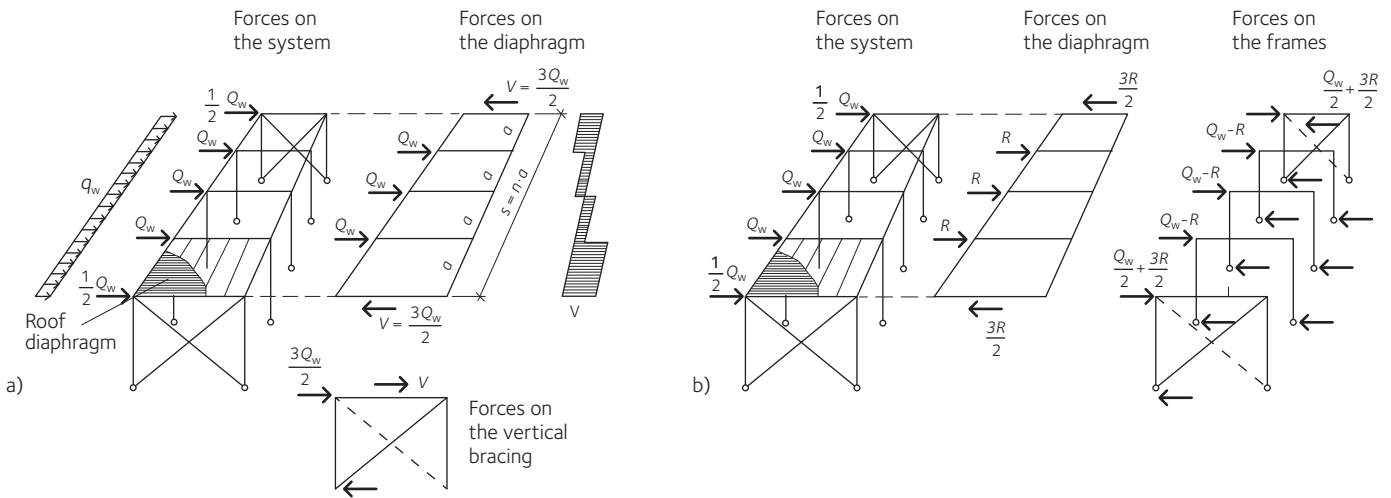 Forces on
the system
Forces on
the diaphragm
q_w
1/2 Q_w
Q_w
Q_w
Q_w
1/2 Q_w
Roof
diaphragm
Q_w
Q_w
Q_w
V = 3Q_w/2
a
a
a
a
s = n·a
V = 3Q_w/2
V
a)
3Q_w/2
V
Forces on
the vertical
bracing
Forces on
the system
Forces on
the diaphragm
Forces on
the frames
1/2 Q_w
Q_w
Q_w
Q_w
1/2 Q_w
3R/2
R
R
R
3R/2
Q_w/2 + 3R/2
Q_w–R
Q_w–R
Q_w–R
Q_w/2 + 3R/2
b)